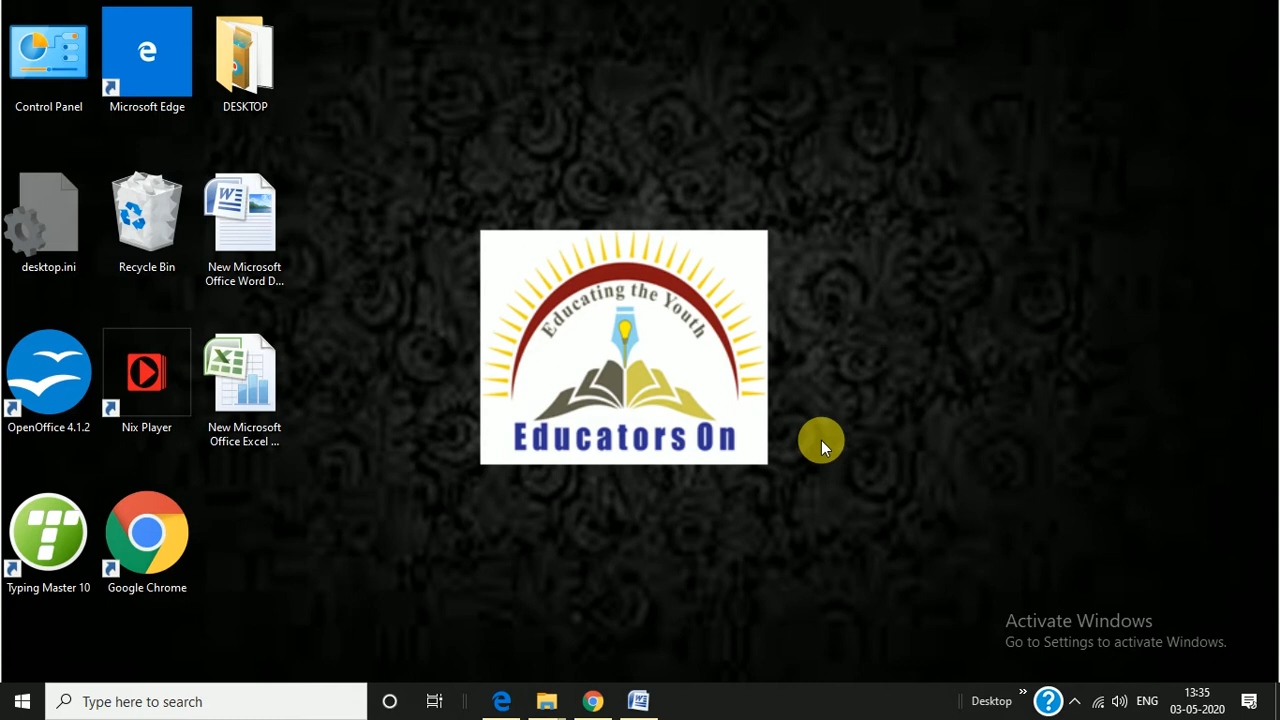 Control Panel
Microsoft Edge
DESKTOP
desktop.ini
Recycle Bin
New Microsoft
Office Word D...
OpenOffice 4.1.2
Nix Player
New Microsoft
Office Excel ...
Typing Master 10
Google Chrome
Educating the Youth
Educators On
Activate Windows
Go to Settings to activate Windows.
Type here to search
Desktop
ENG
13:35
03-05-2020